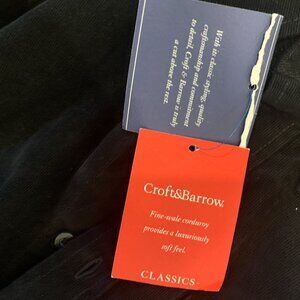 With its classic styling, quality
craftsmanship and commitment
to detail, Croft & Barrow is truly
a cut above the rest.
Croft&Barrow.
Fine-wale corduroy
provides a luxuriously
soft feel.
CLASSICS